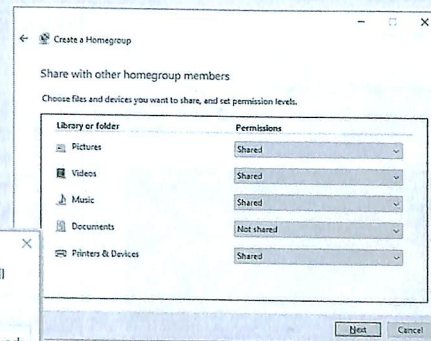 Create a Homegroup
Share with other homegroup members
Choose files and devices you want to share, and set permission levels.
Library or folder Permissions
Pictures Shared
Videos Shared
Music Shared
Documents Not shared
Printers & Devices Shared
Next Cancel